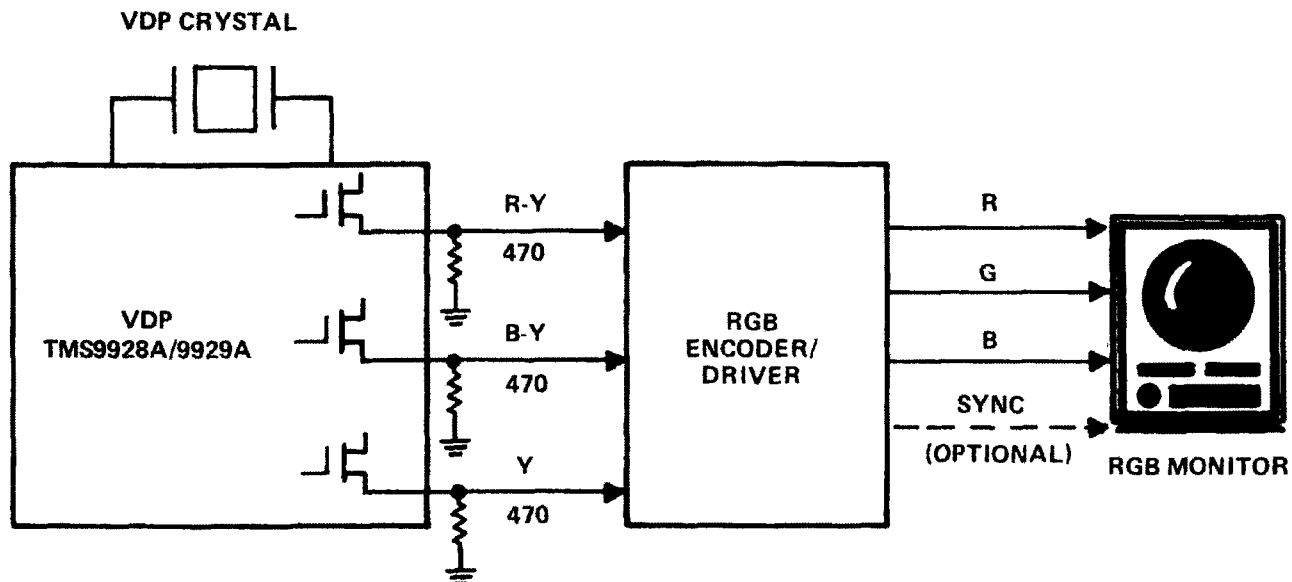 VDP CRYSTAL
VDP
TMS9928A/9929A
R-Y
470
B-Y
470
Y
470
RGB
ENCODER/
DRIVER
R
G
B
SYNC
(OPTIONAL)
RGB MONITOR